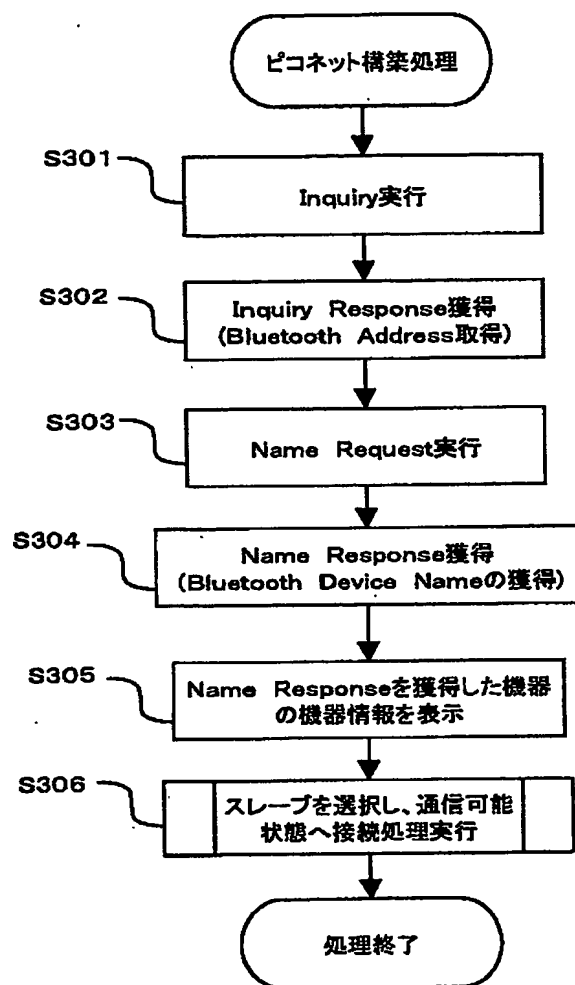 ピコネット構築処理
S301
Inquiry実行
S302
Inquiry Response獲得
(Bluetooth Address取得)
S303
Name Request実行
S304
Name Response獲得
(Bluetooth Device Nameの獲得)
S305
Name Responseを獲得した機器
の機器情報を表示
S306
スレーブを選択し、通信可能
状態へ接続処理実行
処理終了